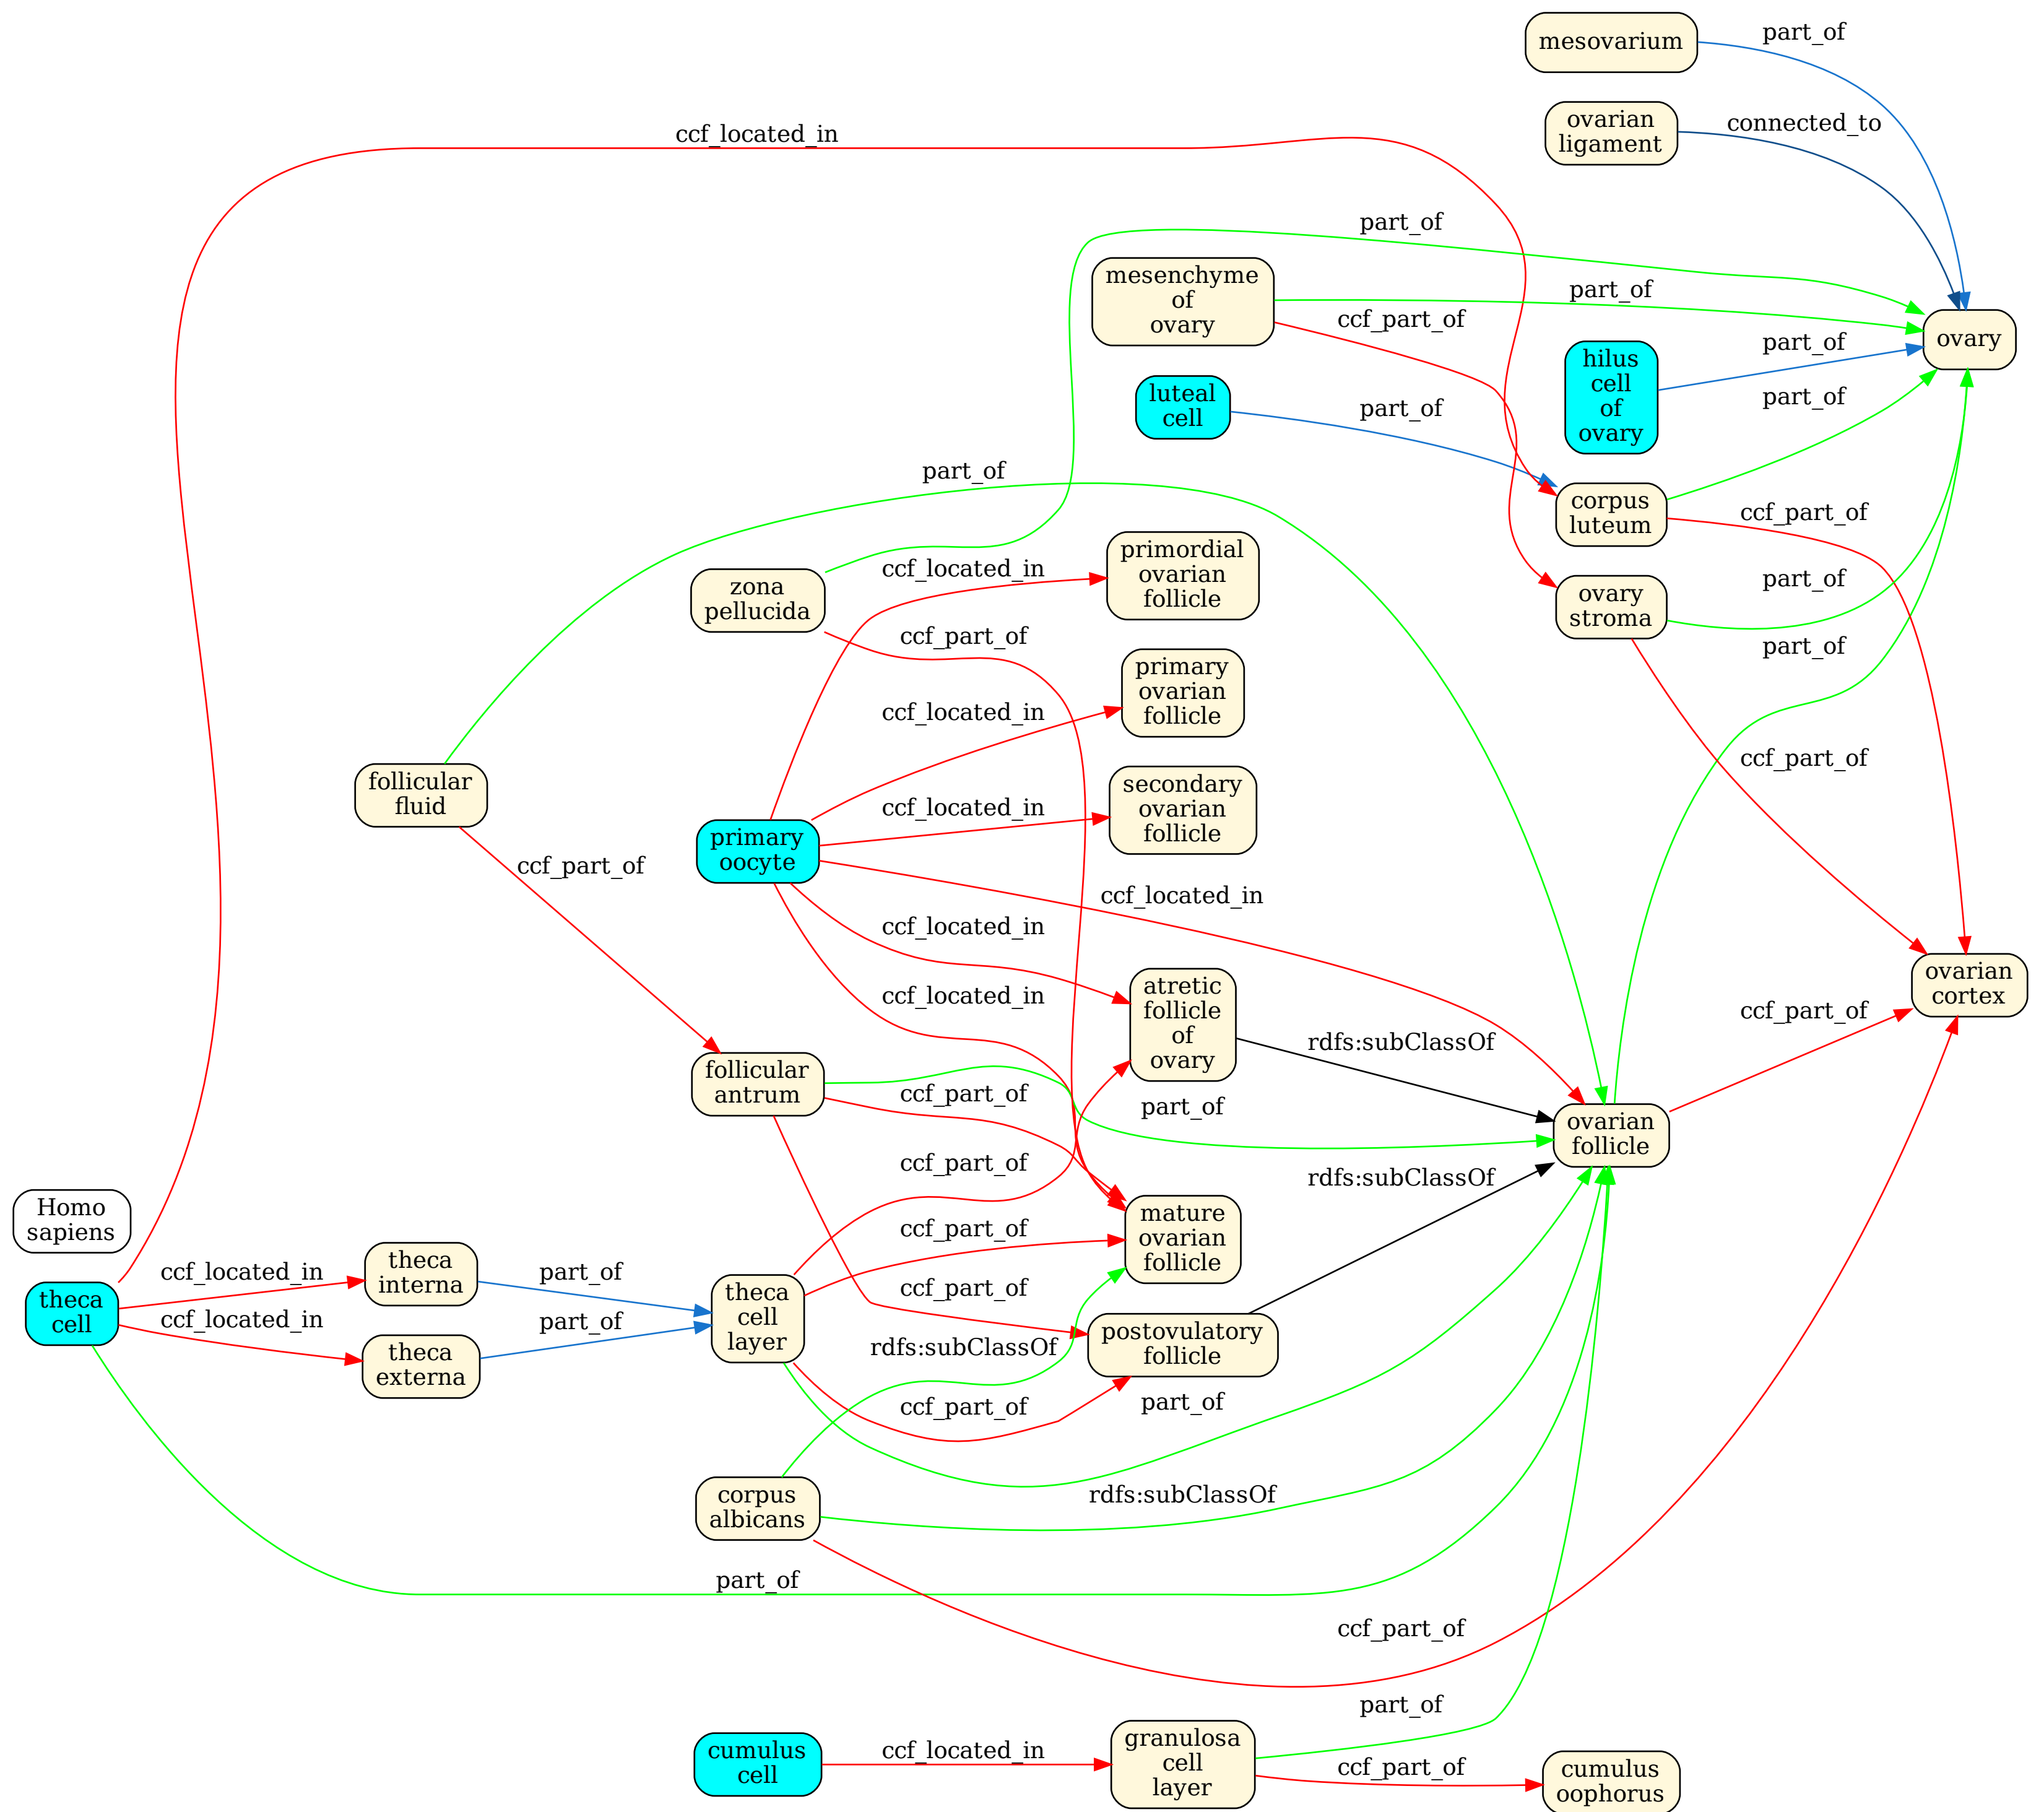 mesovarium
part_of
ovarian
ligament
connected_to
ccf_located_in
part_of
mesenchyme
of
ovary
part_of
ccf_part_of
ovary
hilus
cell
of
ovary
part_of
luteal
cell
part_of
part_of
corpus
luteum
ccf_part_of
part_of
zona
pellucida
part_of
ccf_part_of
primordial
ovarian
follicle
ccf_located_in
ovary
stroma
part_of
ccf_part_of
part_of
primary
ovarian
follicle
ccf_located_in
follicular
fluid
ccf_part_of
secondary
ovarian
follicle
ccf_located_in
primary
oocyte
ccf_located_in
ccf_located_in
ccf_located_in
atretic
follicle
of
ovary
rdfs:subClassOf
ovarian
cortex
ccf_part_of
follicular
antrum
ccf_part_of
part_of
ovarian
follicle
ccf_part_of
rdfs:subClassOf
Homo
sapiens
mature
ovarian
follicle
ccf_part_of
theca
cell
ccf_located_in
ccf_located_in
theca
interna
part_of
theca
externa
part_of
theca
cell
layer
ccf_part_of
postovulatory
follicle
rdfs:subClassOf
ccf_part_of
part_of
corpus
albicans
rdfs:subClassOf
part_of
ccf_part_of
part_of
cumulus
cell
ccf_located_in
granulosa
cell
layer
ccf_part_of
cumulus
oophorus